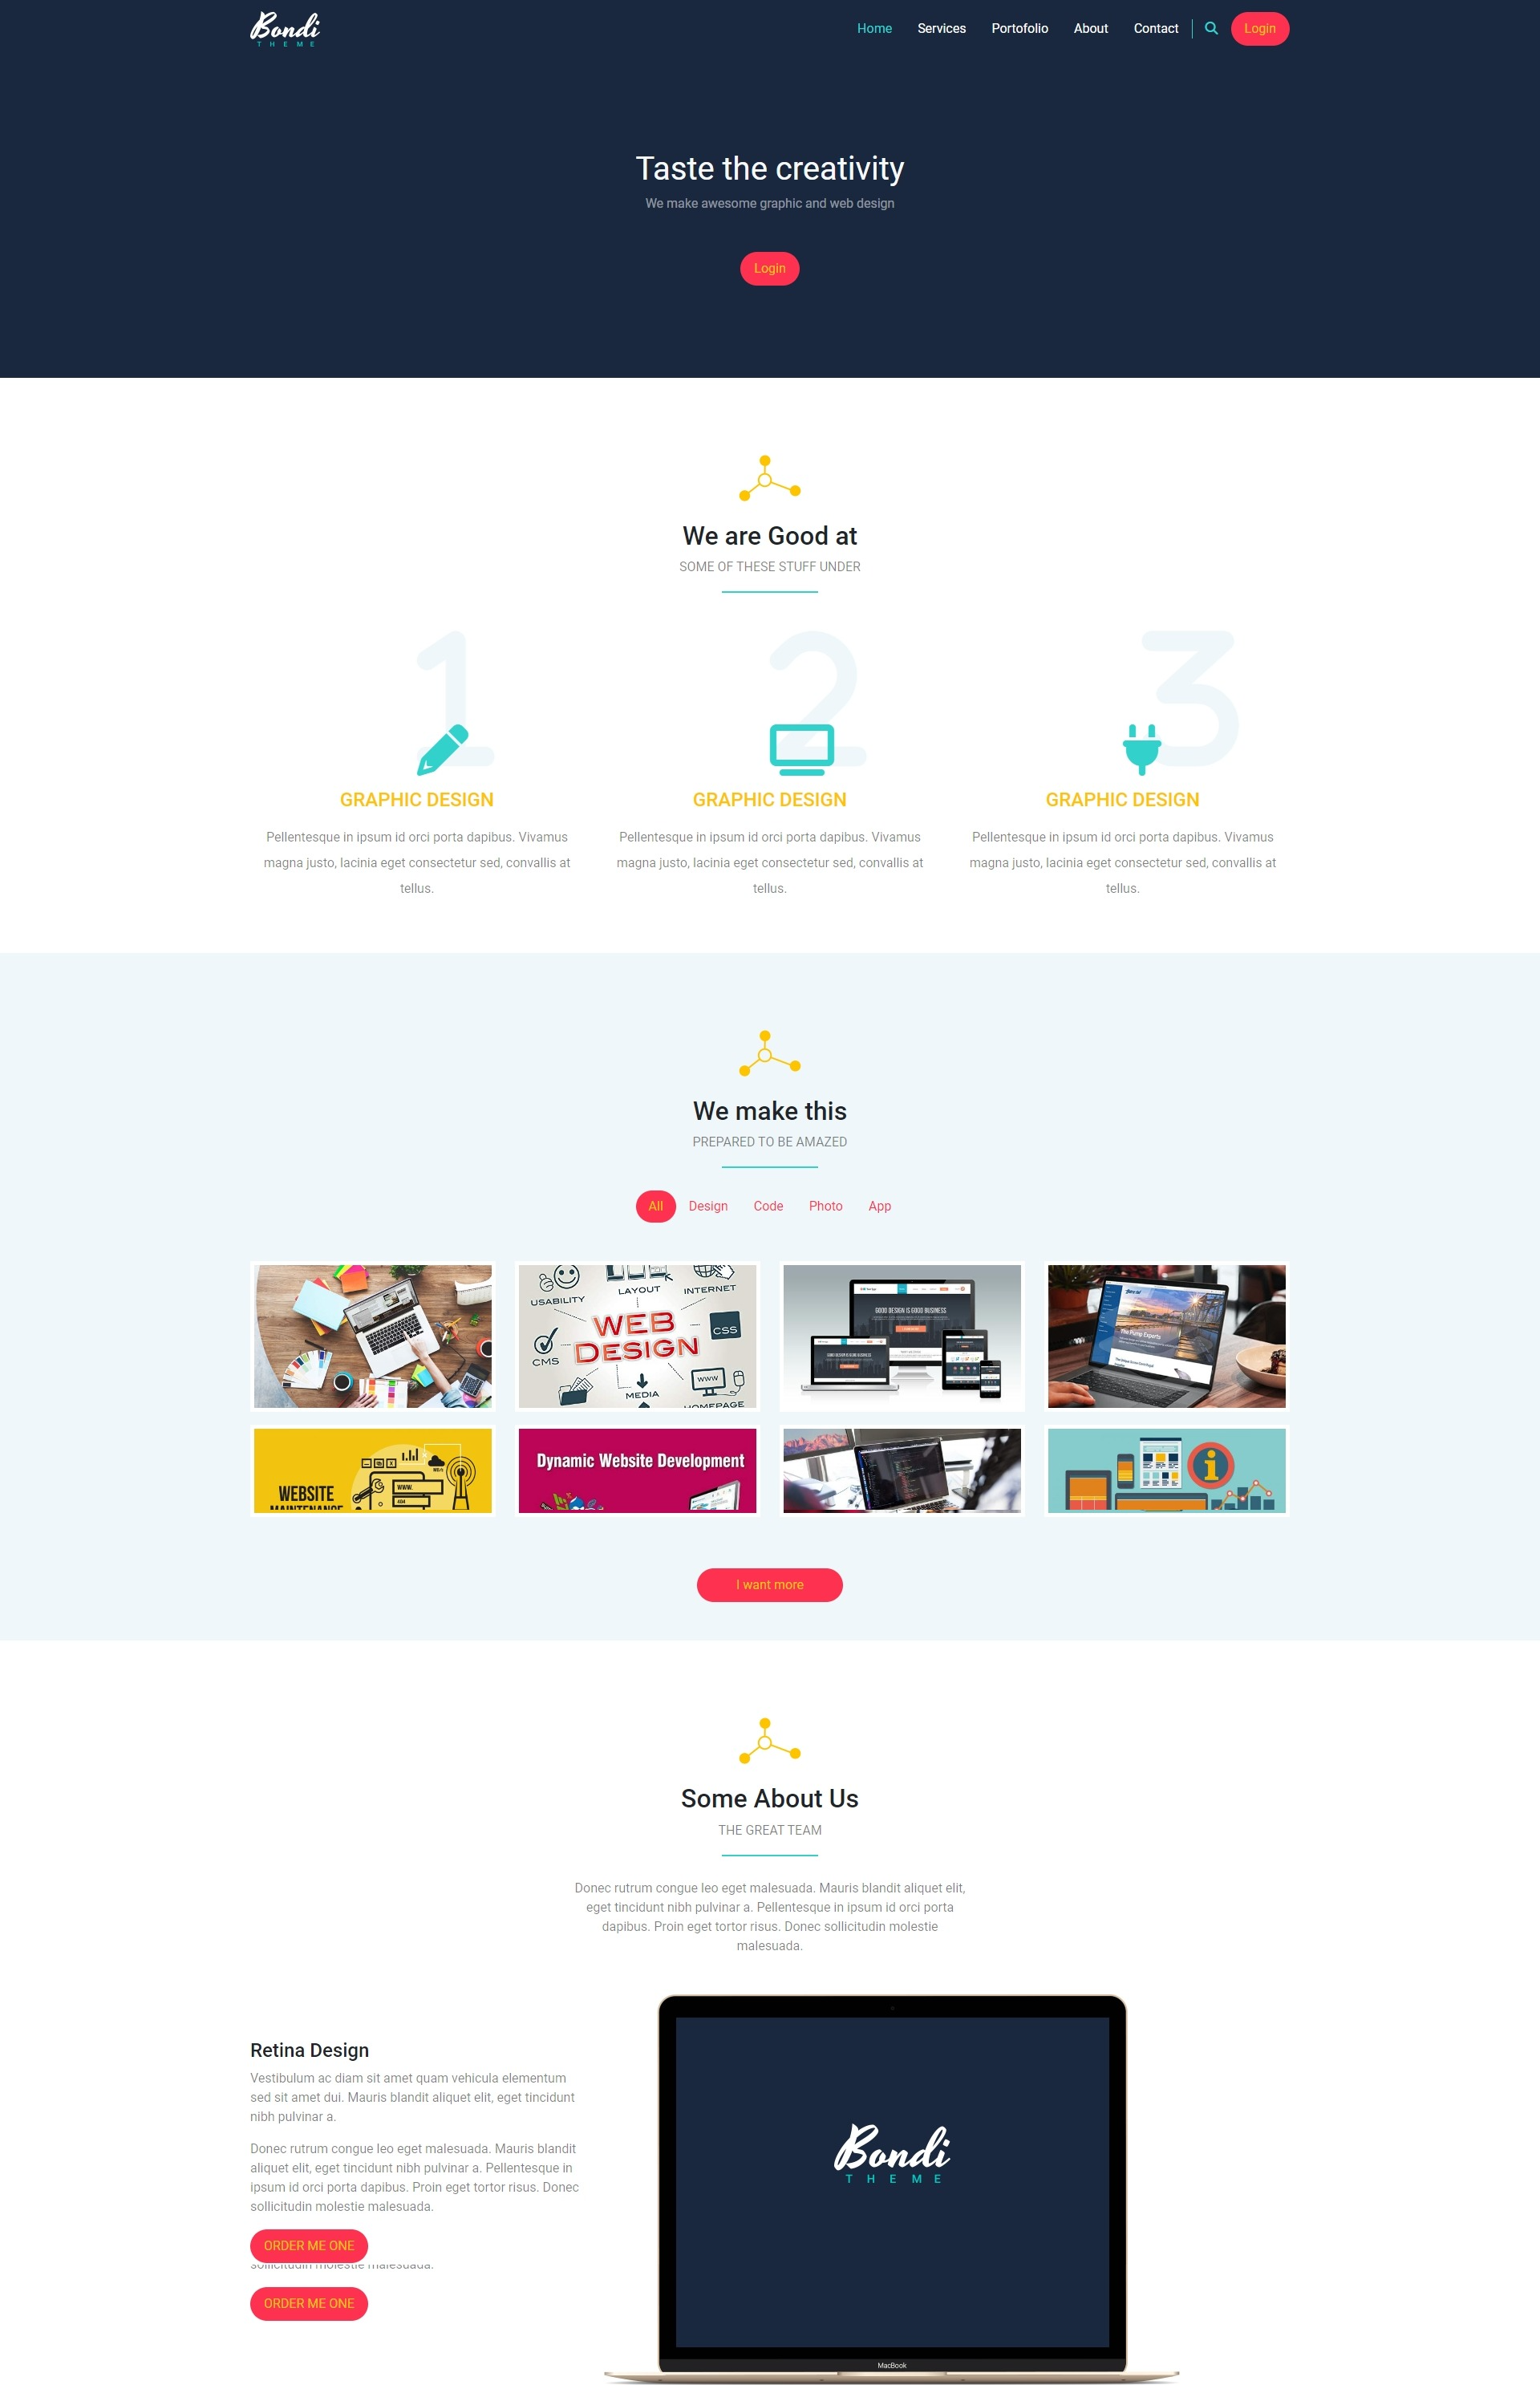 Bondi
THEME
Home Services Portofolio About Contact Login
Taste the creativity
We make awesome graphic and web design
Login
We are Good at
SOME OF THESE STUFF UNDER
1
2
3
GRAPHIC DESIGN
Pellentesque in ipsum id orci porta dapibus. Vivamus
magna justo, lacinia eget consectetur sed, convallis at
tellus.
GRAPHIC DESIGN
Pellentesque in ipsum id orci porta dapibus. Vivamus
magna justo, lacinia eget consectetur sed, convallis at
tellus.
GRAPHIC DESIGN
Pellentesque in ipsum id orci porta dapibus. Vivamus
magna justo, lacinia eget consectetur sed, convallis at
tellus.
We make this
PREPARED TO BE AMAZED
All Design Code Photo App
USABILITY
LAYOUT
INTERNET
WEB
DESIGN
CSS
CMS
MEDIA
WWW
HOMEPAGE
GOOD DESIGN IS GOOD BUSINESS
The Pump Experts
WEBSITE
MAINTENANCE
WWW.
404
Dynamic Website Development
i
I want more
Some About Us
THE GREAT TEAM
Donec rutrum congue leo eget malesuada. Mauris blandit aliquet elit,
eget tincidunt nibh pulvinar a. Pellentesque in ipsum id orci porta
dapibus. Proin eget tortor risus. Donec sollicitudin molestie
malesuada.
Retina Design
Vestibulum ac diam sit amet quam vehicula elementum
sed sit amet dui. Mauris blandit aliquet elit, eget tincidunt
nibh pulvinar a.
Donec rutrum congue leo eget malesuada. Mauris blandit
aliquet elit, eget tincidunt nibh pulvinar a. Pellentesque in
ipsum id orci porta dapibus. Proin eget tortor risus. Donec
sollicitudin molestie malesuada.
ORDER ME ONE
sollicitudin molestie malesuada.
ORDER ME ONE
Bondi
THEME
MacBook